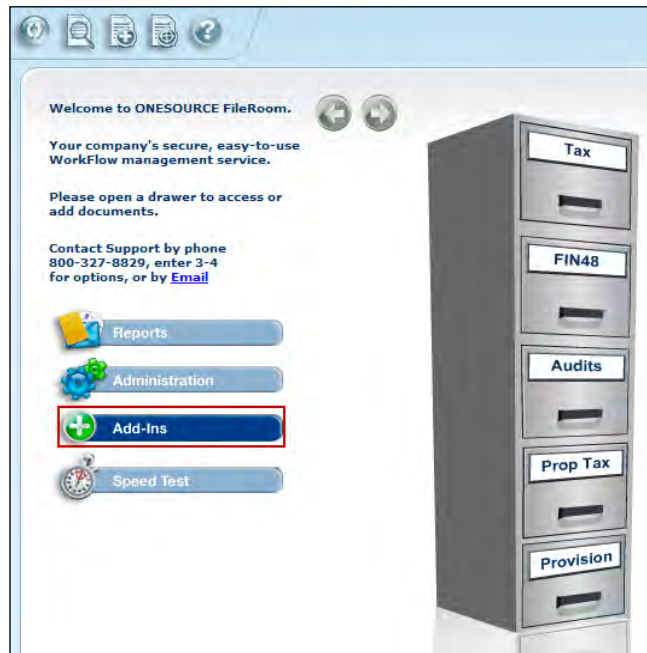 Welcome to ONESOURCE FileRoom.
Your company's secure, easy-to-use
WorkFlow management service.
Please open a drawer to access or
add documents.
Contact Support by phone
800-327-8829, enter 3-4
for options, or by Email
Reports
Administration
Add-Ins
Speed Test
Tax
FIN48
Audits
Prop Tax
Provision